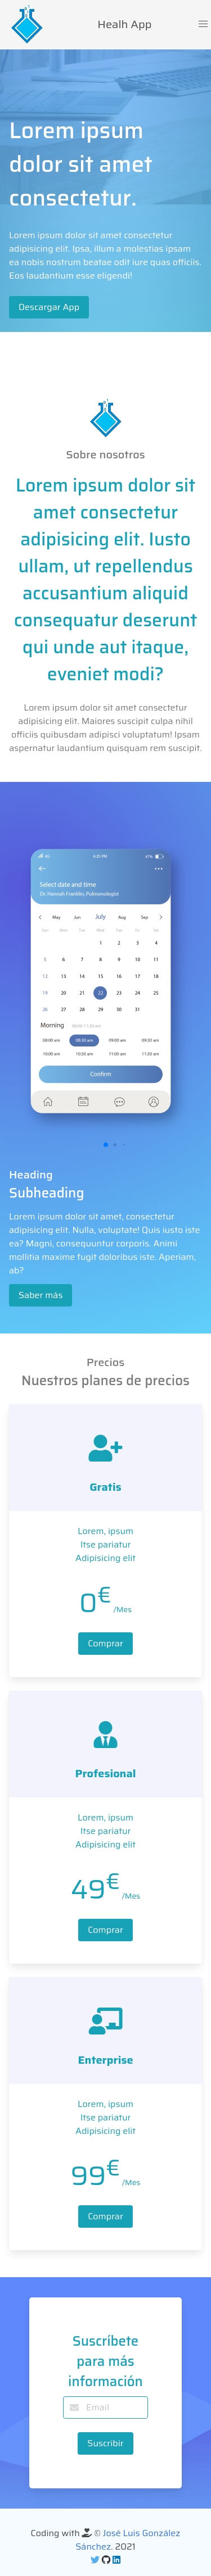 Healh App
Lorem ipsum
dolor sit amet
consectetur.
Lorem ipsum dolor sit amet consectetur
adipisicing elit. Ipsa, illum a molestias ipsam
ea nobis nostrum beatae odit iure quas officiis.
Eos laudantium esse eligendi!
Descargar App
Sobre nosotros
Lorem ipsum dolor sit
amet consectetur
adipisicing elit. Iusto
ullam, ut repellendus
accusantium aliquid
consequatur deserunt
qui unde aut itaque,
eveniet modi?
Lorem ipsum dolor sit amet consectetur
adipisicing elit. Maiores suscipit culpa nihil
officiis quibusdam adipisci voluptatum! Ipsam
aspernatur laudantium quisquam rem suscipit.
4G 6:25 PM 47%
Select date and time
Dr. Hannah Franklin, Pulmonologist
May Jun July Aug Sep
Sun Mon Tue Wed Thu Fri Sat
1 2 3 4
5 6 7 8 9 10 11
12 13 14 15 16 17 18
19 20 21 22 23 24 25
26 27 28 29 30 31
Morning 08:00-11:30 am
08:00 am 08:30 am 09:00 am 09:30 am
10:00 am 10:30 am 11:00 am 11:30 am
Confirm
Heading
Subheading
Lorem ipsum dolor sit amet, consectetur
adipisicing elit. Nulla, voluptate! Quis iusto iste
ea? Magni, consequuntur corporis. Animi
mollitia maxime fugit doloribus iste. Aperiam,
ab?
Saber más
Precios
Nuestros planes de precios
Gratis
Lorem, ipsum
Itse pariatur
Adipisicing elit
0€ /Mes
Comprar
Profesional
Lorem, ipsum
Itse pariatur
Adipisicing elit
49€ /Mes
Comprar
Enterprise
Lorem, ipsum
Itse pariatur
Adipisicing elit
99€ /Mes
Comprar
Suscríbete
para más
información
Email
Suscribir
Coding with © José Luis González
Sánchez. 2021